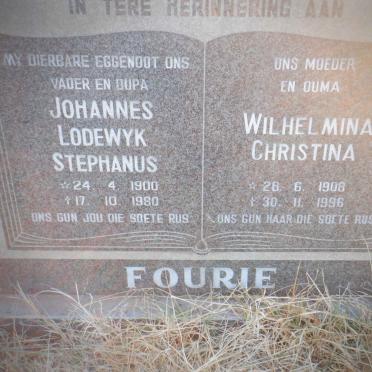 IN TERE HERINNERING AAN
MY DIERBARE EGGENOOT ONS
VADER EN OUPA
JOHANNES
LODEWYK
STEPHANUS
☆ 24. 4. 1900
† 17. 10. 1980
ONS GUN JOU DIE SOETE RUS
UNS MOEDER
EN OUMA
WILHELMINA
CHRISTINA
☆ 28. 6. 1908
† 30. 11. 1996
ONS GUN HAAR DIE SOETE RUS
FOURIE